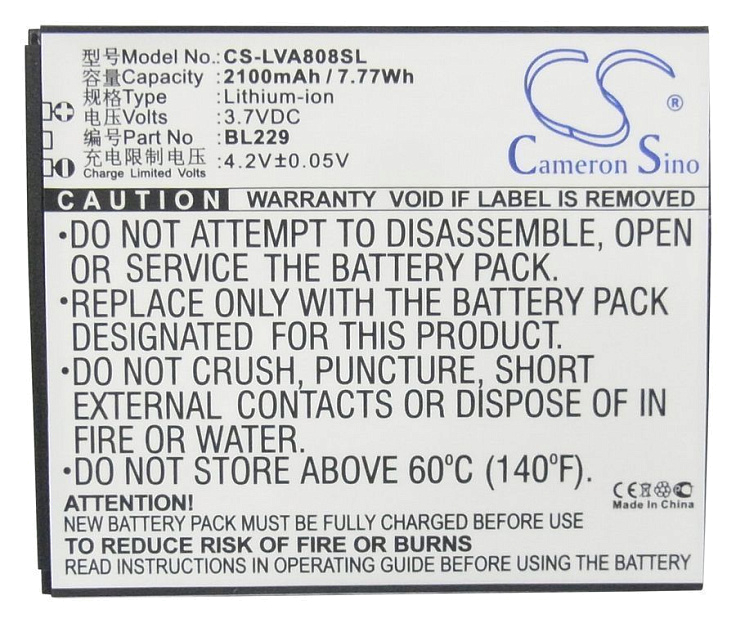 型号Model No.:CS-LVA808SL
容量Capacity :2100mAh / 7.77Wh
规格Type :Lithium-ion
电压Volts :3.7VDC
编号Part No :BL229
充电限制电压:4.2V±0.05V
Charge Limited Volts
CS ®
Cameron Sino
CAUTION WARRANTY VOID IF LABEL IS REMOVED
•DO NOT ATTEMPT TO DISASSEMBLE, OPEN
OR SERVICE THE BATTERY PACK.
•REPLACE ONLY WITH THE BATTERY PACK
DESIGNATED FOR THIS PRODUCT.
•DO NOT CRUSH, PUNCTURE, SHORT
EXTERNAL CONTACTS OR DISPOSE OF IN
FIRE OR WATER.
•DO NOT STORE ABOVE 60°C (140°F).
CE
Made In China
ATTENTION!
NEW BATTERY PACK MUST BE FULLY CHARGED BEFORE USE
TO REDUCE RISK OF FIRE OR BURNS
READ INSTRUCTIONS IN OPERATING GUIDE BEFORE USING THE BATTERY